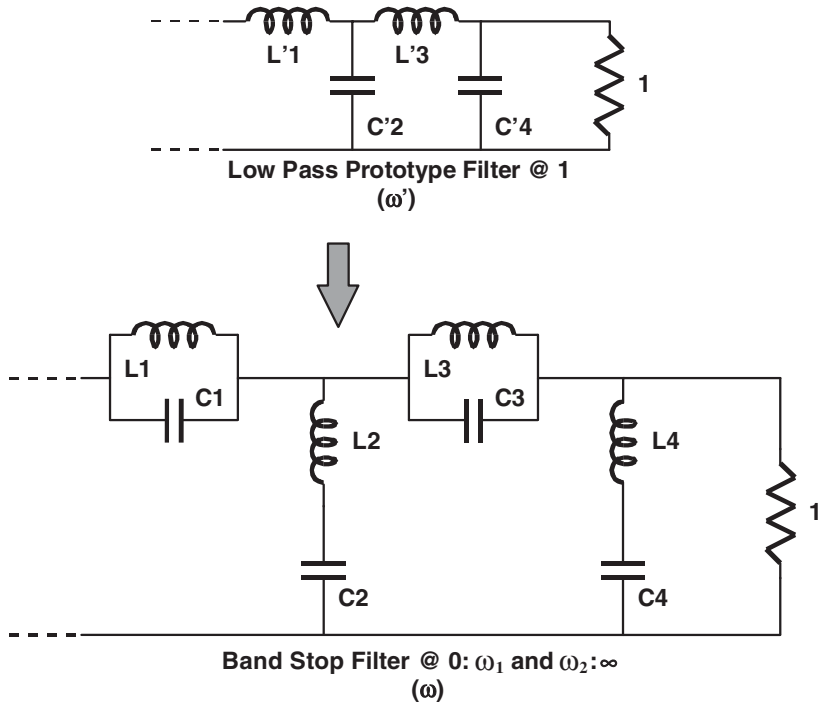 L'1
L'3
1
C'2
C'4
Low Pass Prototype Filter @ 1
(ω')
L1
C1
L3
C3
L2
L4
1
C2
C4
Band Stop Filter @ 0: ω₁ and ω₂:∞
(ω)